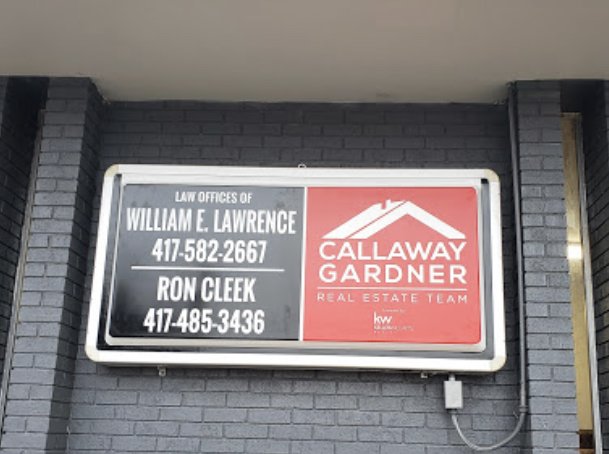 LAW OFFICES OF
WILLIAM E. LAWRENCE
417-582-2667
RON CLEEK
417-485-3436
CALLAWAY
GARDNER
REAL ESTATE TEAM
kw